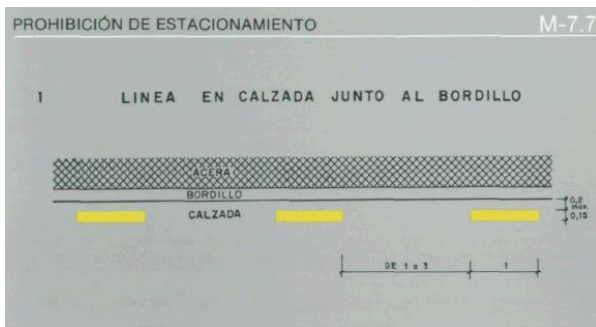 PROHIBICIÓN DE ESTACIONAMIENTO
M-7.7
1 LINEA EN CALZADA JUNTO AL BORDILLO
ACERA
BORDILLO
CALZADA
0,2
max.
0,15
DE 1 a 3
1